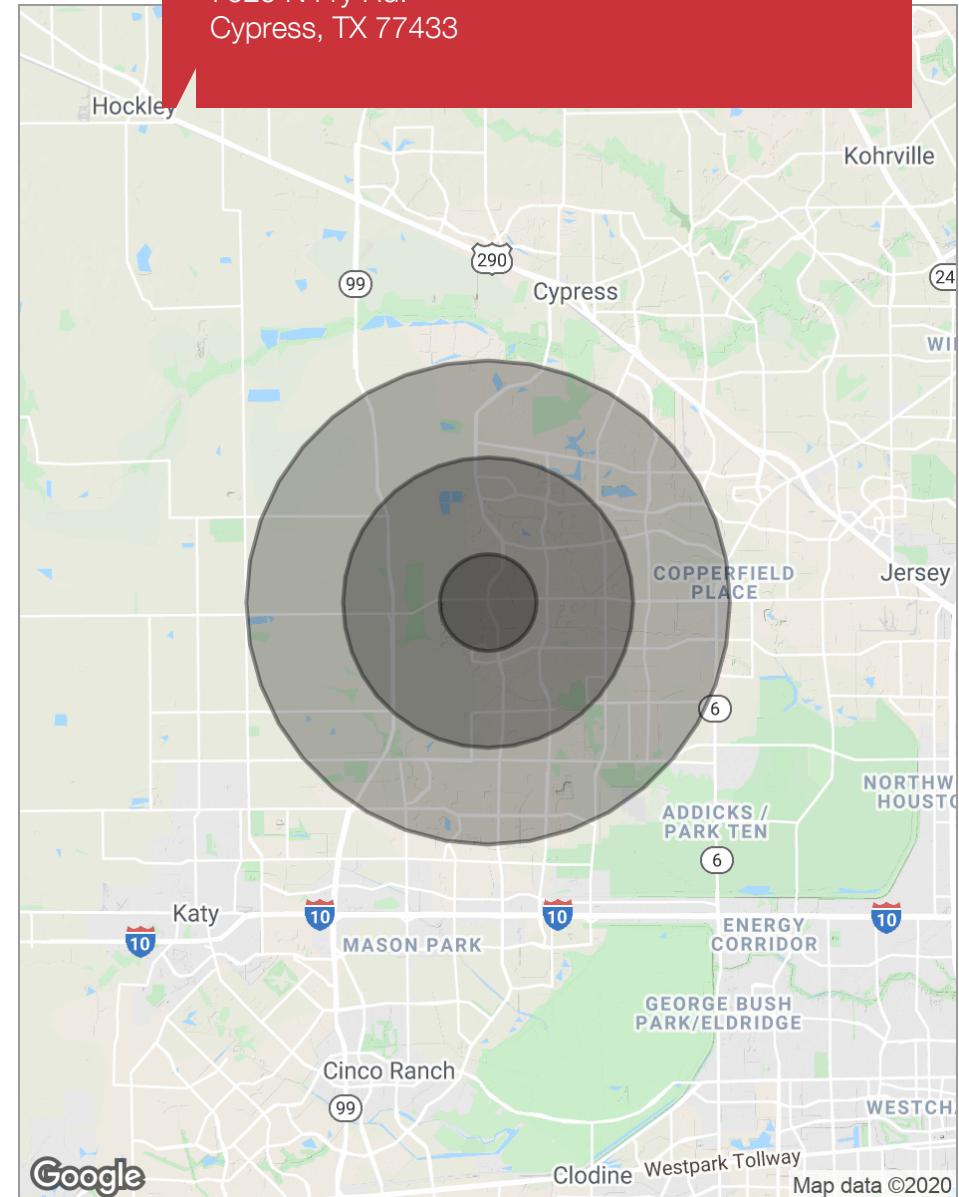 Cypress, TX 77433
Hockley
Kohrville
290
99
24
Cypress
WI
COPPERFIELD
PLACE
Jersey
6
NORTHW
HOUSTO
ADDICKS /
PARK TEN
6
Katy
10
10
10
10
MASON PARK
ENERGY
CORRIDOR
GEORGE BUSH
PARK/ELDRIDGE
Cinco Ranch
99
WESTCHA
Google
Clodine
Westpark Tollway
Map data ©2020